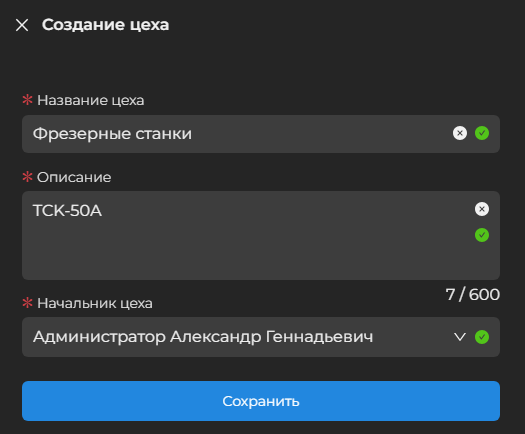 Создание цеха
* Название цеха
Фрезерные станки
* Описание
ТСК-50А
7 / 600
* Начальник цеха
Администратор Александр Геннадьевич
Сохранить